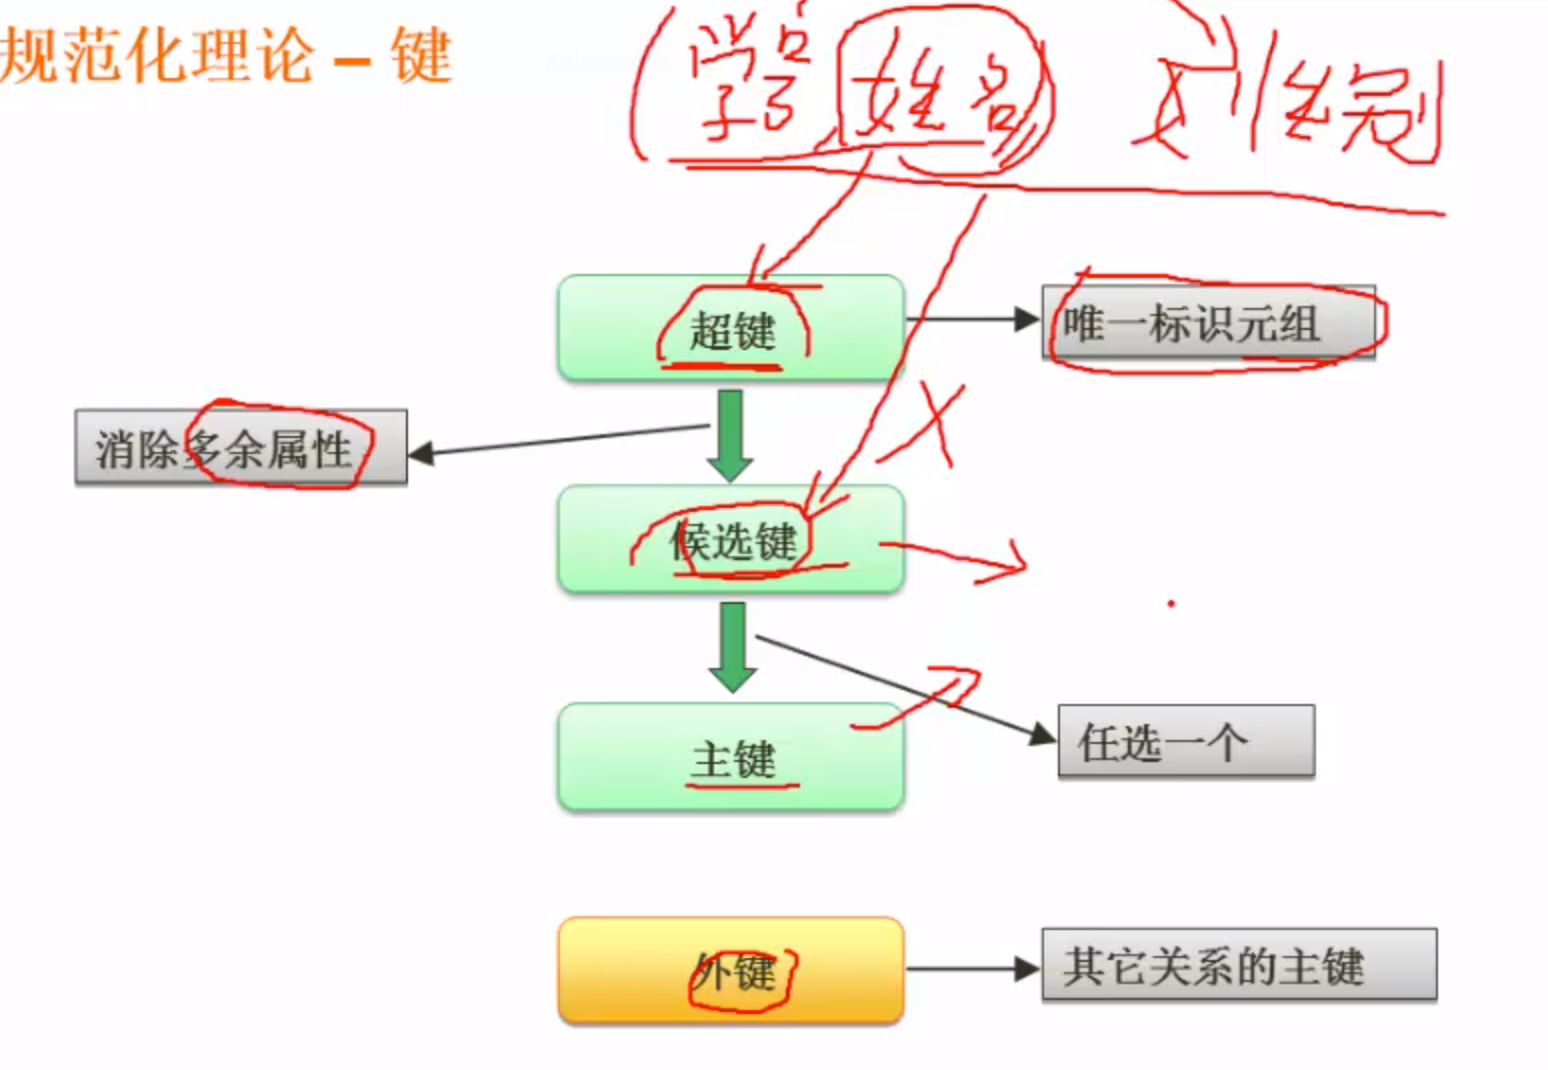 规范化理论 – 键
(学号 姓名) 性别
超键
唯一标识元组
消除多余属性
候选键
任选一个
主键
外键
其它关系的主键